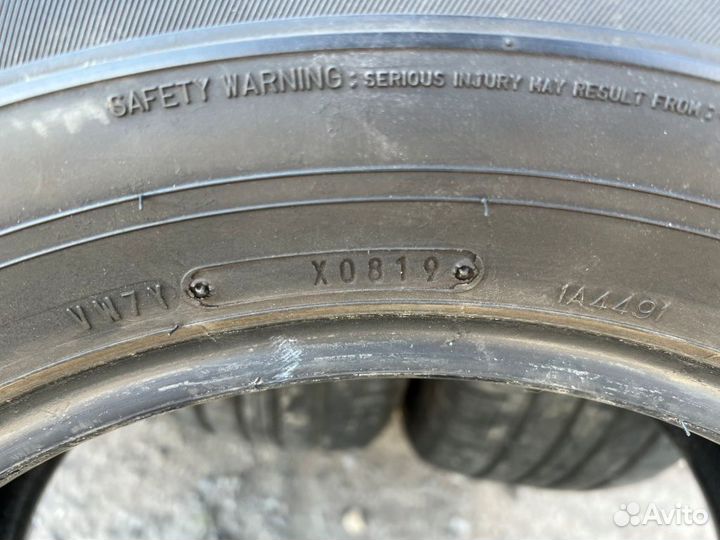 SAFETY WARNING: SERIOUS INJURY MAY RESULT FROM:
VW7Y X0819 1A4491
Avito